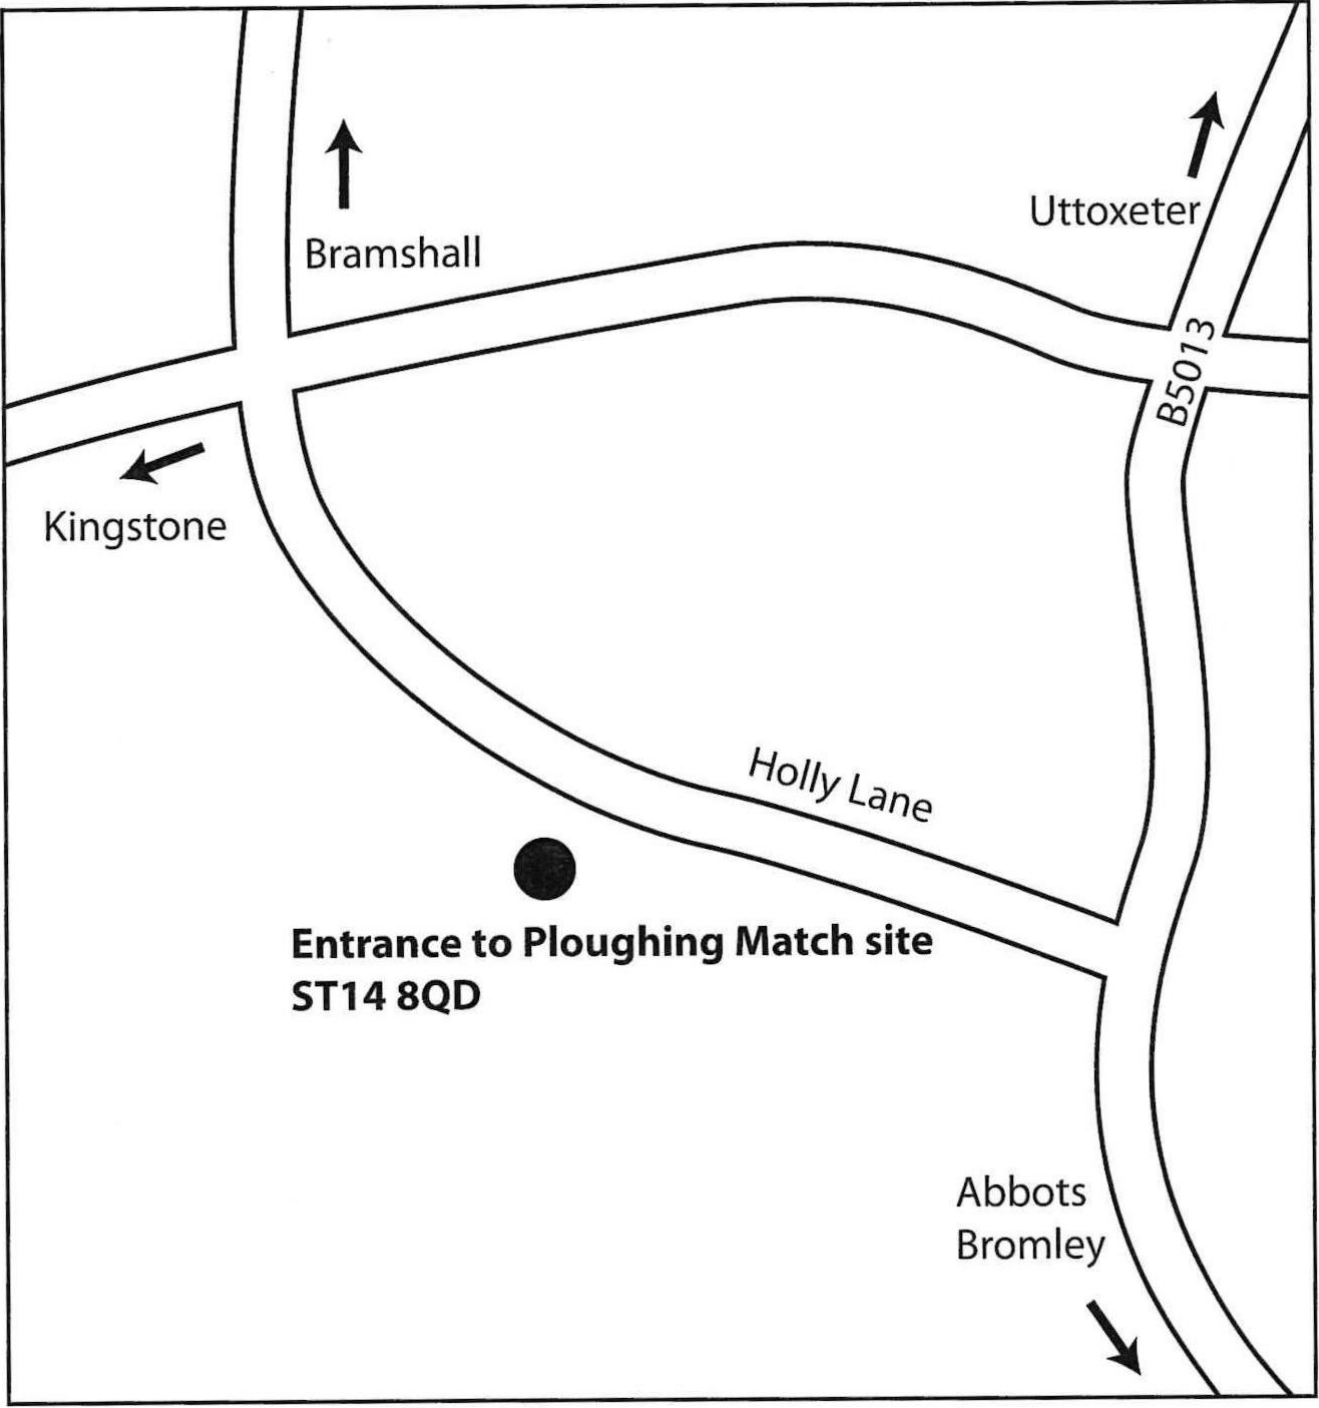 Uttoxeter
Bramshall
B5013
Kingstone
Holly Lane
Entrance to Ploughing Match site
ST14 8QD
Abbots
Bromley